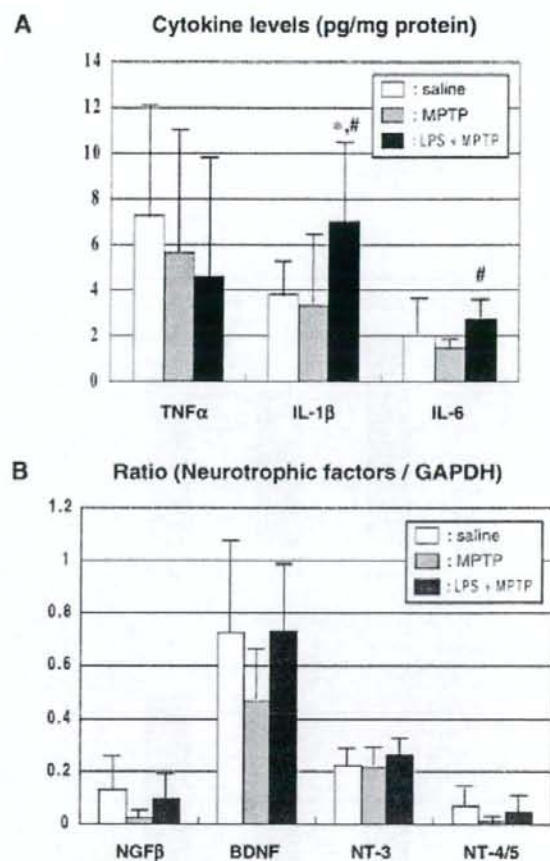 A Cytokine levels (pg/mg protein)
14
12
10
8
6
4
2
0
: saline
: MPTP
: LPS + MPTP
*,#
#
TNFα IL-1β IL-6
B Ratio (Neurotrophic factors / GAPDH)
1.2
1
0.8
0.6
0.4
0.2
0
: saline
: MPTP
: LPS + MPTP
NGFβ BDNF NT-3 NT-4/5